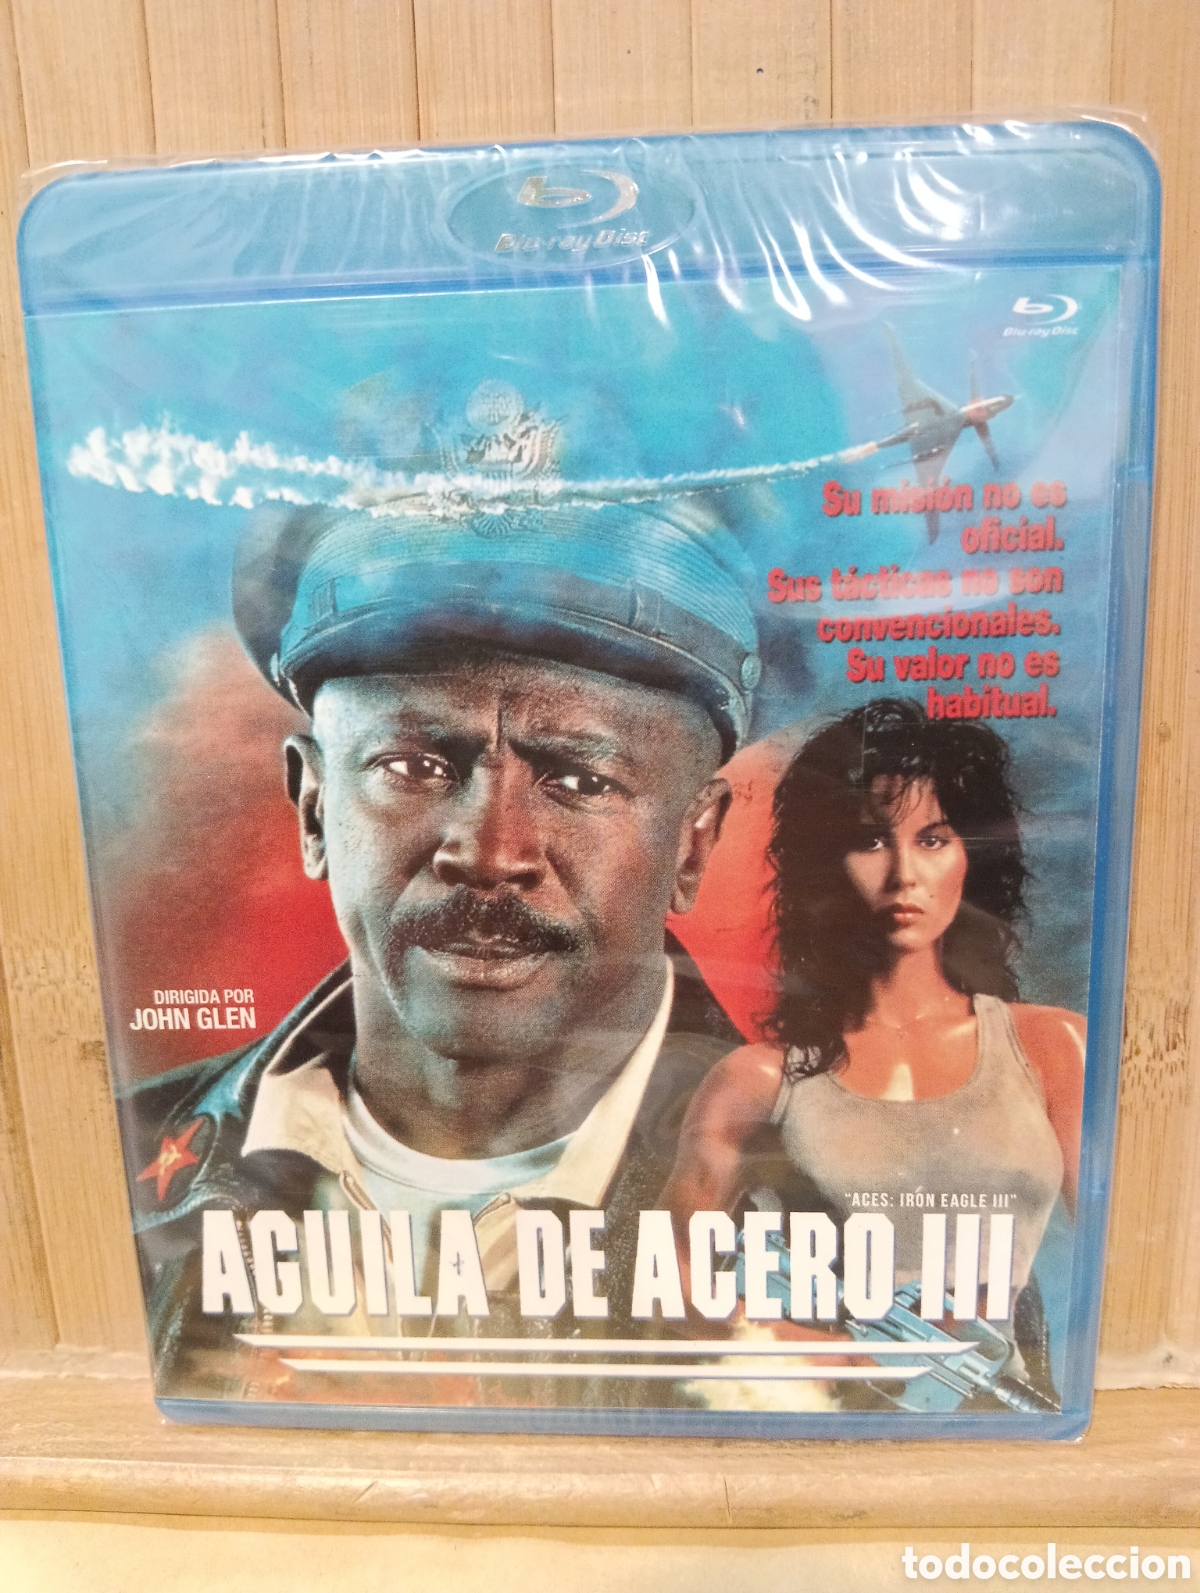 Blu-ray Disc
Blu-ray Disc
Su misión no es
oficial.
Sus tácticas no son
convencionales.
Su valor no es
habitual.
DIRIGIDA POR
JOHN GLEN
"ACES: IRON EAGLE III"
AGUILA DE ACERO III
todocoleccion